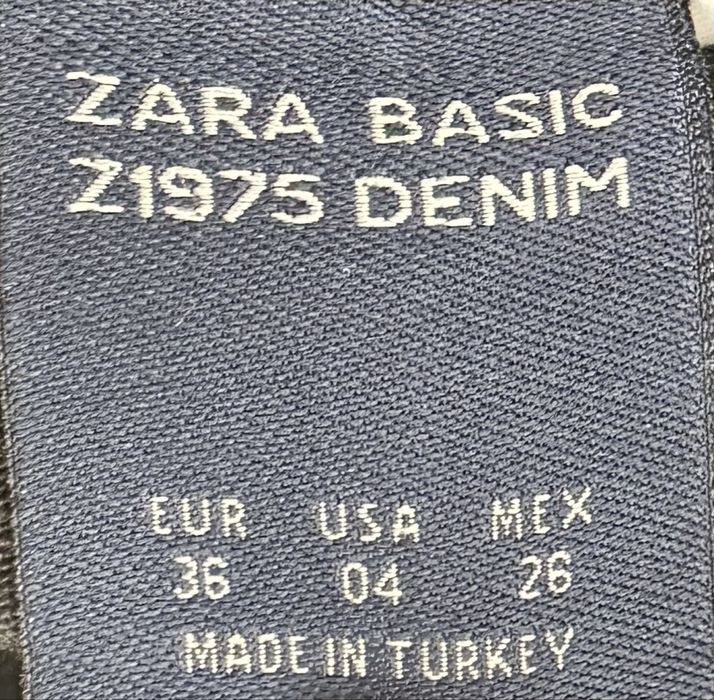 ZARA BASIC
Z1975 DENIM
EUR USA MEX
36 04 26
MADE IN TURKEY